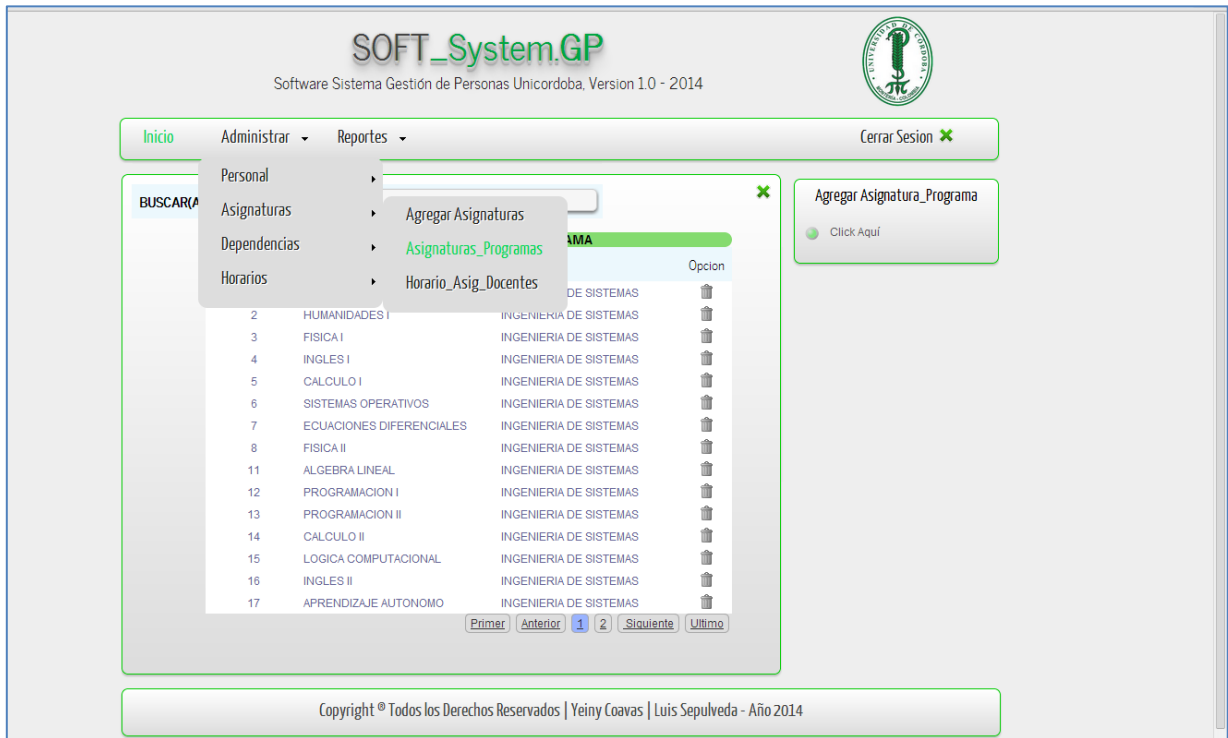 SOFT_System.GP
Software Sistema Gestión de Personas Unicordoba, Version 1.0 - 2014
UNIVERSIDAD DE CORDOBA
MONTERIA - COLOMBIA
Inicio Administrar Reportes Cerrar Sesion
Personal
Asignaturas
Dependencias
Horarios
Agregar Asignaturas
Asignaturas_Programas
Horario_Asig_Docentes
BUSCAR(A
AMA
Opcion
DE SISTEMAS
2 HUMANIDADES I INGENIERIA DE SISTEMAS
3 FISICA I INGENIERIA DE SISTEMAS
4 INGLES I INGENIERIA DE SISTEMAS
5 CALCULO I INGENIERIA DE SISTEMAS
6 SISTEMAS OPERATIVOS INGENIERIA DE SISTEMAS
7 ECUACIONES DIFERENCIALES INGENIERIA DE SISTEMAS
8 FISICA II INGENIERIA DE SISTEMAS
11 ALGEBRA LINEAL INGENIERIA DE SISTEMAS
12 PROGRAMACION I INGENIERIA DE SISTEMAS
13 PROGRAMACION II INGENIERIA DE SISTEMAS
14 CALCULO II INGENIERIA DE SISTEMAS
15 LOGICA COMPUTACIONAL INGENIERIA DE SISTEMAS
16 INGLES II INGENIERIA DE SISTEMAS
17 APRENDIZAJE AUTONOMO INGENIERIA DE SISTEMAS
Primer Anterior 1 2 Siguiente Ultimo
Agregar Asignatura_Programa
Click Aquí
Copyright ® Todos los Derechos Reservados | Yeiny Coavas | Luis Sepulveda - Año 2014